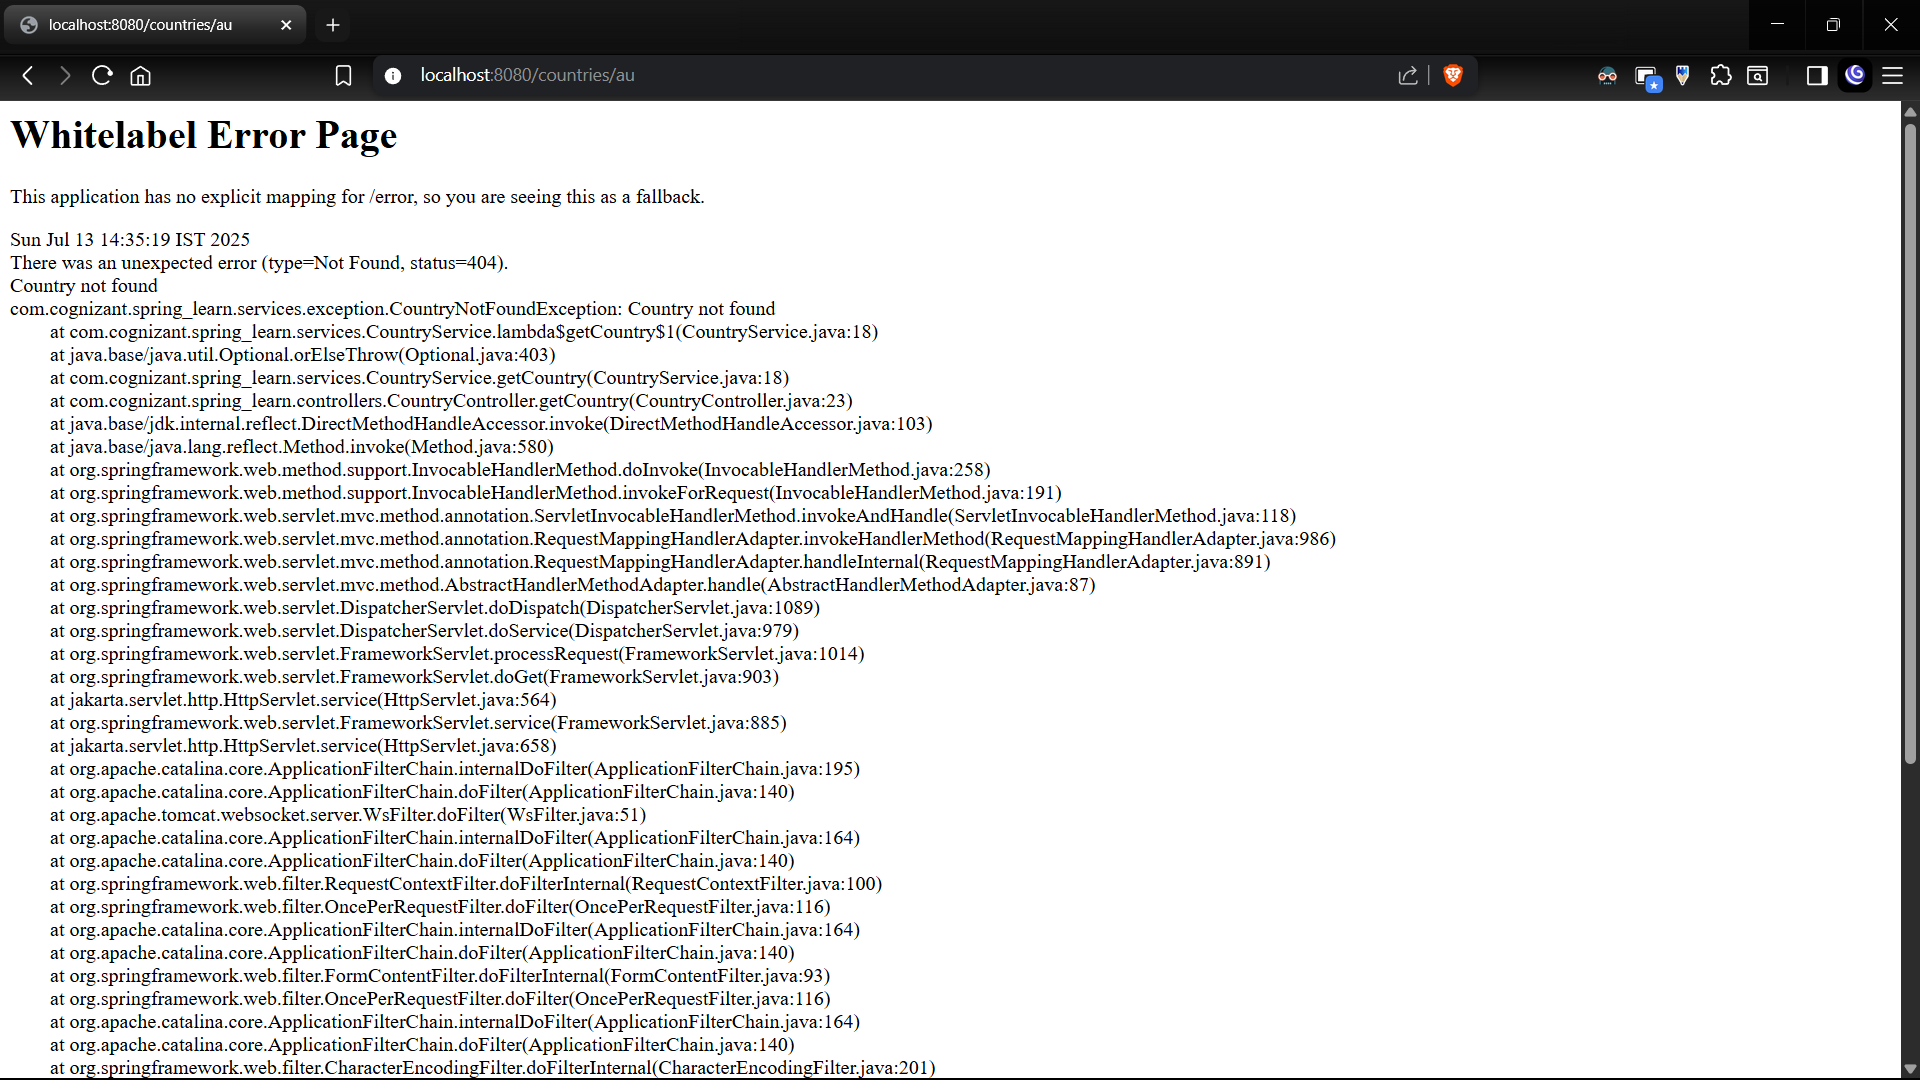 localhost:8080/countries/au
localhost:8080/countries/au
Whitelabel Error Page
This application has no explicit mapping for /error, so you are seeing this as a fallback.
Sun Jul 13 14:35:19 IST 2025
There was an unexpected error (type=Not Found, status=404).
Country not found
com.cognizant.spring_learn.services.exception.CountryNotFoundException: Country not found
at com.cognizant.spring_learn.services.CountryService.lambda$getCountry$1(CountryService.java:18)
at java.base/java.util.Optional.orElseThrow(Optional.java:403)
at com.cognizant.spring_learn.services.CountryService.getCountry(CountryService.java:18)
at com.cognizant.spring_learn.controllers.CountryController.getCountry(CountryController.java:23)
at java.base/jdk.internal.reflect.DirectMethodHandleAccessor.invoke(DirectMethodHandleAccessor.java:103)
at java.base/java.lang.reflect.Method.invoke(Method.java:580)
at org.springframework.web.method.support.InvocableHandlerMethod.doInvoke(InvocableHandlerMethod.java:258)
at org.springframework.web.method.support.InvocableHandlerMethod.invokeForRequest(InvocableHandlerMethod.java:191)
at org.springframework.web.servlet.mvc.method.annotation.ServletInvocableHandlerMethod.invokeAndHandle(ServletInvocableHandlerMethod.java:118)
at org.springframework.web.servlet.mvc.method.annotation.RequestMappingHandlerAdapter.invokeHandlerMethod(RequestMappingHandlerAdapter.java:986)
at org.springframework.web.servlet.mvc.method.annotation.RequestMappingHandlerAdapter.handleInternal(RequestMappingHandlerAdapter.java:891)
at org.springframework.web.servlet.mvc.method.AbstractHandlerMethodAdapter.handle(AbstractHandlerMethodAdapter.java:87)
at org.springframework.web.servlet.DispatcherServlet.doDispatch(DispatcherServlet.java:1089)
at org.springframework.web.servlet.DispatcherServlet.doService(DispatcherServlet.java:979)
at org.springframework.web.servlet.FrameworkServlet.processRequest(FrameworkServlet.java:1014)
at org.springframework.web.servlet.FrameworkServlet.doGet(FrameworkServlet.java:903)
at jakarta.servlet.http.HttpServlet.service(HttpServlet.java:564)
at org.springframework.web.servlet.FrameworkServlet.service(FrameworkServlet.java:885)
at jakarta.servlet.http.HttpServlet.service(HttpServlet.java:658)
at org.apache.catalina.core.ApplicationFilterChain.internalDoFilter(ApplicationFilterChain.java:195)
at org.apache.catalina.core.ApplicationFilterChain.doFilter(ApplicationFilterChain.java:140)
at org.apache.tomcat.websocket.server.WsFilter.doFilter(WsFilter.java:51)
at org.apache.catalina.core.ApplicationFilterChain.internalDoFilter(ApplicationFilterChain.java:164)
at org.apache.catalina.core.ApplicationFilterChain.doFilter(ApplicationFilterChain.java:140)
at org.springframework.web.filter.RequestContextFilter.doFilterInternal(RequestContextFilter.java:100)
at org.springframework.web.filter.OncePerRequestFilter.doFilter(OncePerRequestFilter.java:116)
at org.apache.catalina.core.ApplicationFilterChain.internalDoFilter(ApplicationFilterChain.java:164)
at org.apache.catalina.core.ApplicationFilterChain.doFilter(ApplicationFilterChain.java:140)
at org.springframework.web.filter.FormContentFilter.doFilterInternal(FormContentFilter.java:93)
at org.springframework.web.filter.OncePerRequestFilter.doFilter(OncePerRequestFilter.java:116)
at org.apache.catalina.core.ApplicationFilterChain.internalDoFilter(ApplicationFilterChain.java:164)
at org.apache.catalina.core.ApplicationFilterChain.doFilter(ApplicationFilterChain.java:140)
at org.springframework.web.filter.CharacterEncodingFilter.doFilterInternal(CharacterEncodingFilter.java:201)